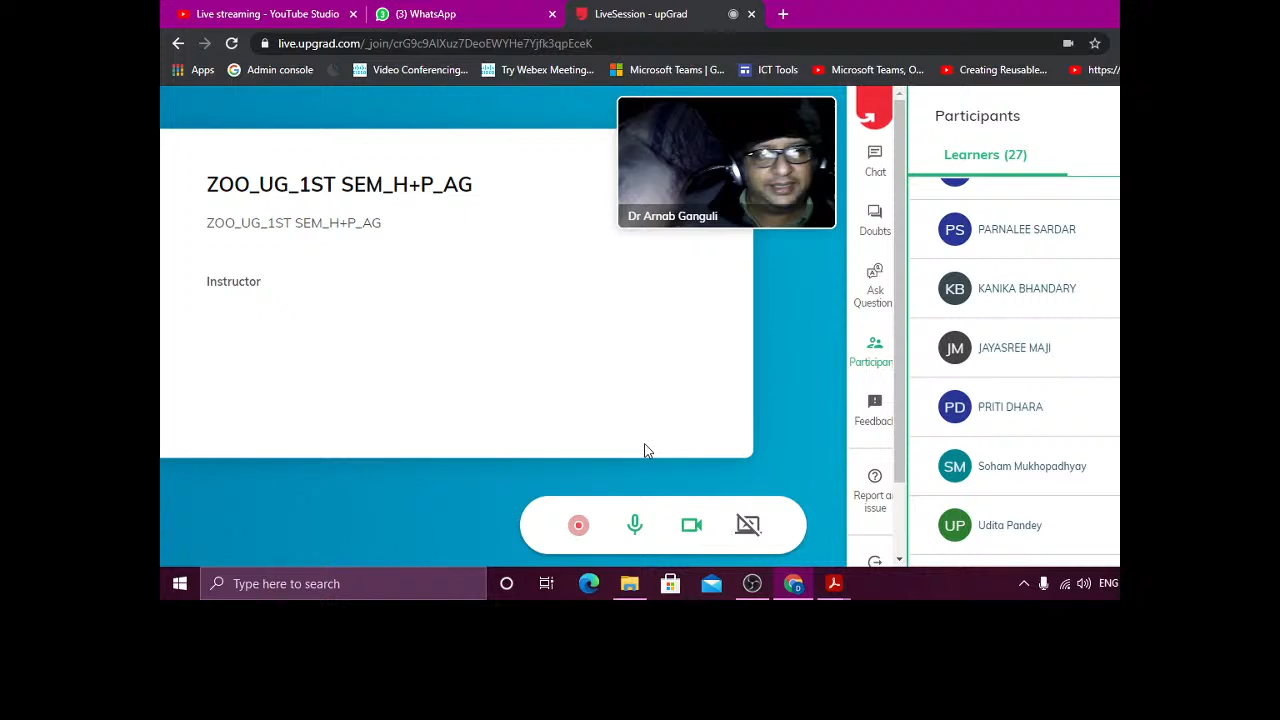 Live streaming - YouTube Studio
(3) WhatsApp
LiveSession - upGrad
live.upgrad.com/_join/crG9c9AlXuz7DeoEWYHe7Yjfk3qpEceK
Apps
Admin console
Video Conferencing...
Try Webex Meeting...
Microsoft Teams | G...
ICT Tools
Microsoft Teams, O...
Creating Reusable...
https:/
ZOO_UG_1ST SEM_H+P_AG
ZOO_UG_1ST SEM_H+P_AG
Instructor
Dr Arnab Ganguli
Chat
Doubts
Ask
Question
Participan
Feedbac
Report a
issue
Participants
Learners (27)
PS PARNALEE SARDAR
KB KANIKA BHANDARY
JM JAYASREE MAJI
PD PRITI DHARA
SM Soham Mukhopadhyay
UP Udita Pandey
Type here to search
ENG